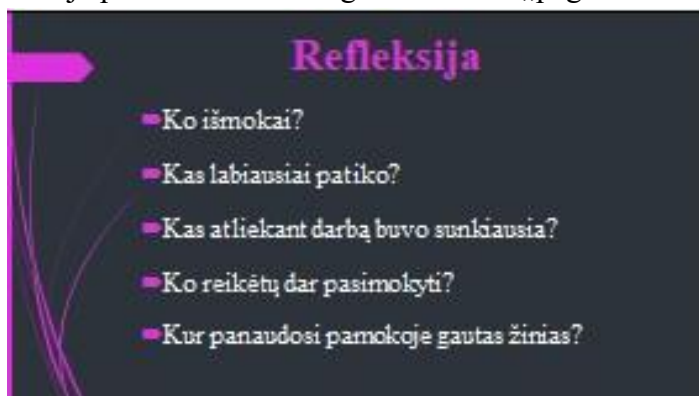 Refleksija
Ko išmokai?
Kas labiausiai patiko?
Kas atliekant darbą buvo sunkiausia?
Ko reikėtų dar pasimokyti?
Kur panaudosi pamokoje gautas žinias?